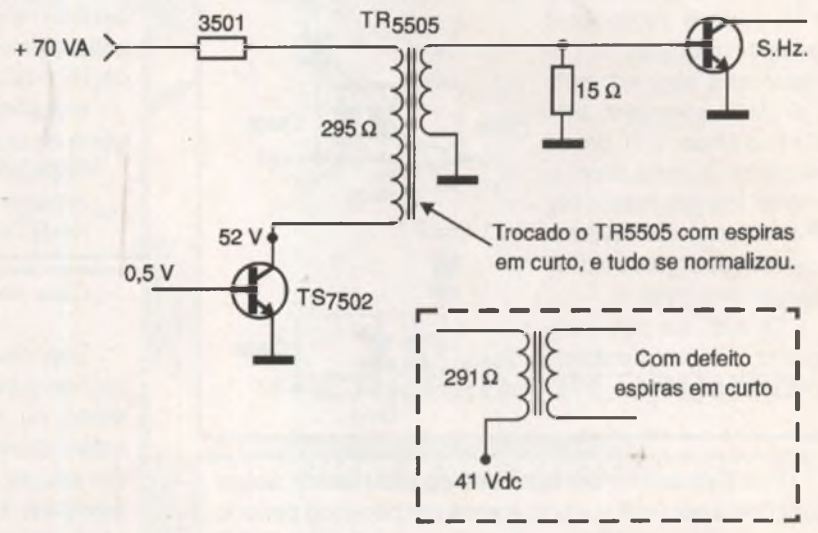 3501
TR5505
+ 70 VA
S.Hz.
15 Ω
295 Ω
52 V
Trocado o TR5505 com espiras
em curto, e tudo se normalizou.
0,5 V
TS7502
291 Ω
Com defeito
espiras em curto
41 Vdc